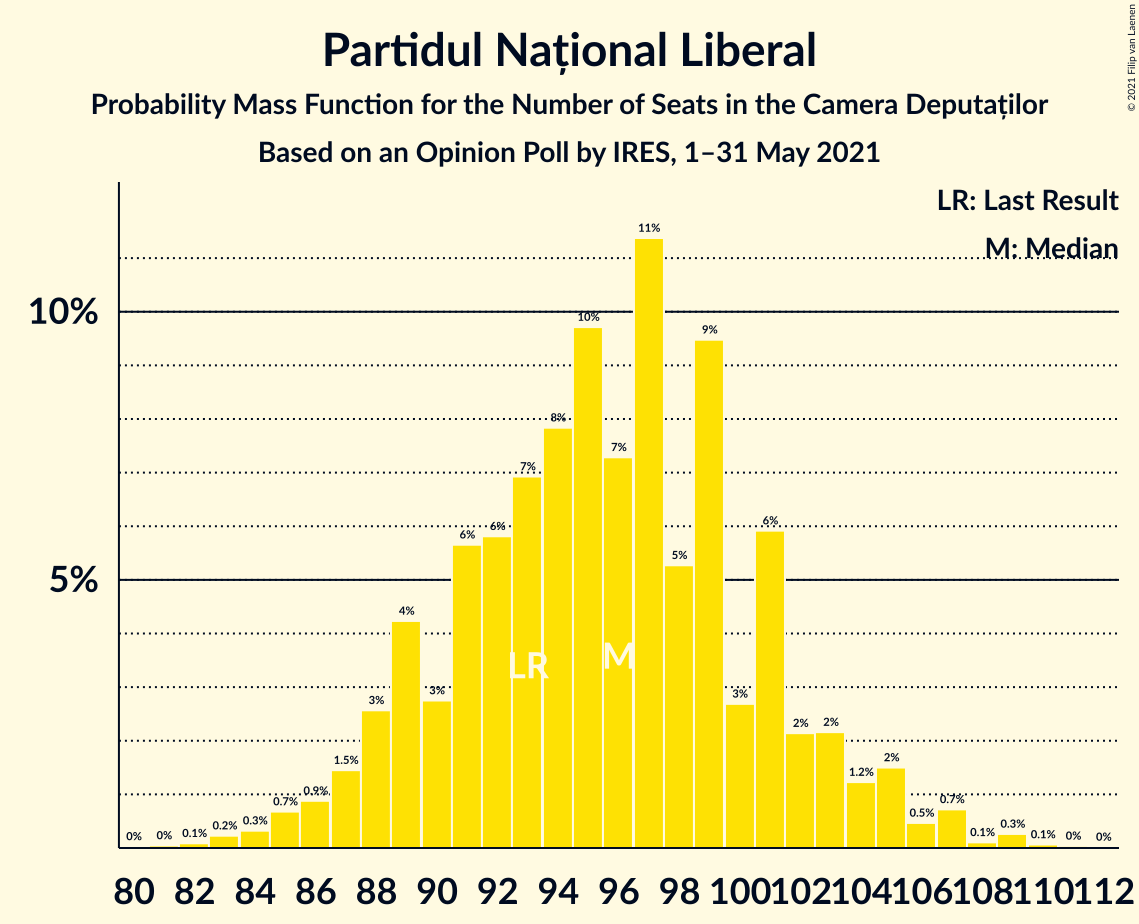 Partidul Național Liberal
Probability Mass Function for the Number of Seats in the Camera Deputaților
Based on an Opinion Poll by IRES, 1–31 May 2021
© 2021 Filip van Laenen
LR: Last Result
M: Median
10%
5%
0% 0% 0.1% 0.2% 0.3% 0.7% 0.9% 1.5% 3% 4% 3% 6% 6% 7% 8% 10% 7% 11% 5% 9% 3% 6% 2% 2% 1.2% 2% 0.5% 0.7% 0.1% 0.3% 0.1% 0% 0%
LR M
80 82 84 86 88 90 92 94 96 98 100 102 104 106 108 110 112